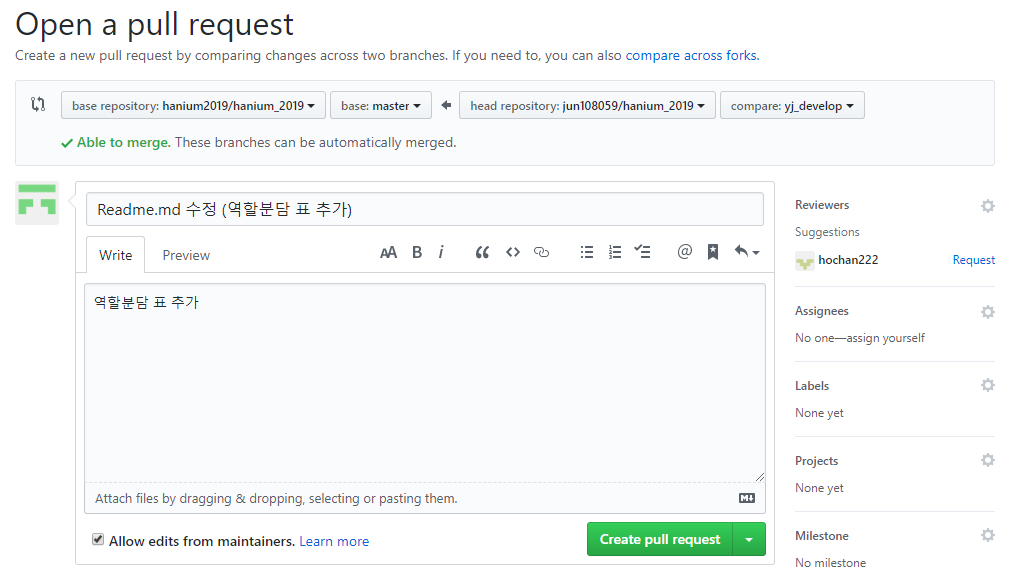 Open a pull request
Create a new pull request by comparing changes across two branches. If you need to, you can also compare across forks.
base repository: hanium2019/hanium_2019 base: master head repository: jun108059/hanium_2019 compare: yj_develop
Able to merge. These branches can be automatically merged.
Readme.md 수정 (역할분담 표 추가)
Write Preview AA B i
역할분담 표 추가
Attach files by dragging & dropping, selecting or pasting them.
Allow edits from maintainers. Learn more
Create pull request
Reviewers
Suggestions
hochan222 Request
Assignees
No one—assign yourself
Labels
None yet
Projects
None yet
Milestone
No milestone